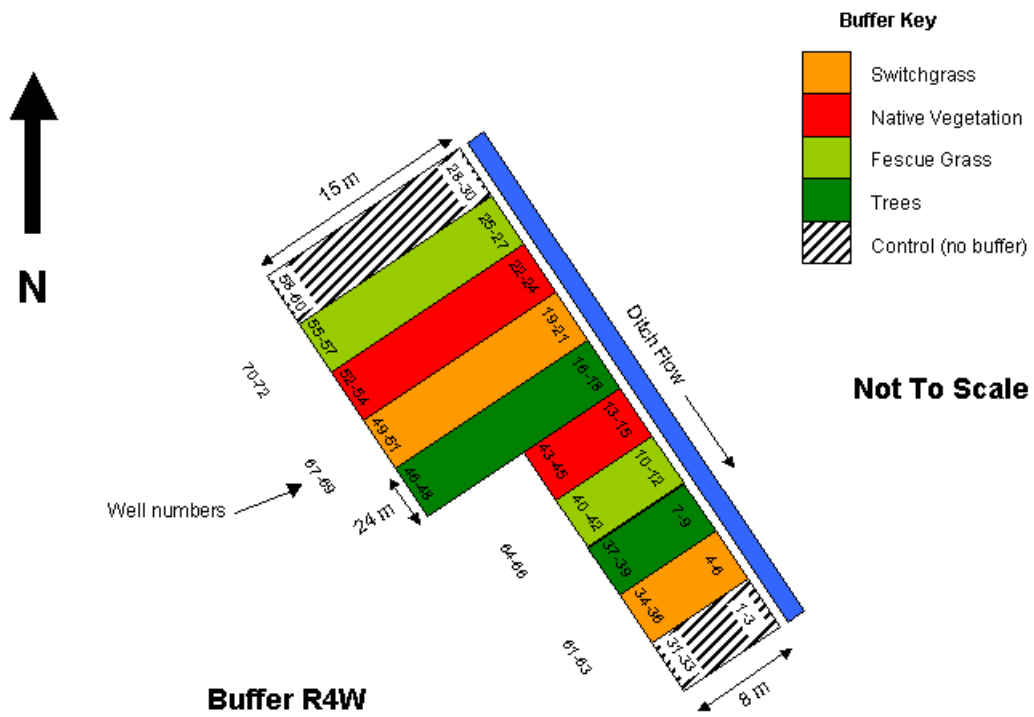 Buffer Key
Switchgrass
Native Vegetation
Fescue Grass
Trees
Control (no buffer)
N
15 m
28-30
25-27
22-24
19-21
16-18
13-15
10-12
7-9
4-6
1-3
58-60
55-57
52-54
49-51
46-48
43-45
40-42
37-39
34-36
31-33
70-72
67-69
64-66
61-63
Ditch Flow
Not To Scale
Well numbers
24 m
8 m
Buffer R4W